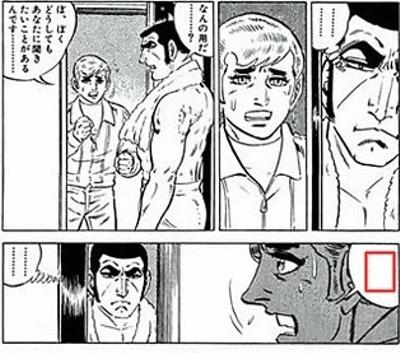 ………
………
なんの用だ
………？
ぼ、ぼく
どうしても
あなたに聞き
たいことがある
んです………
………
………